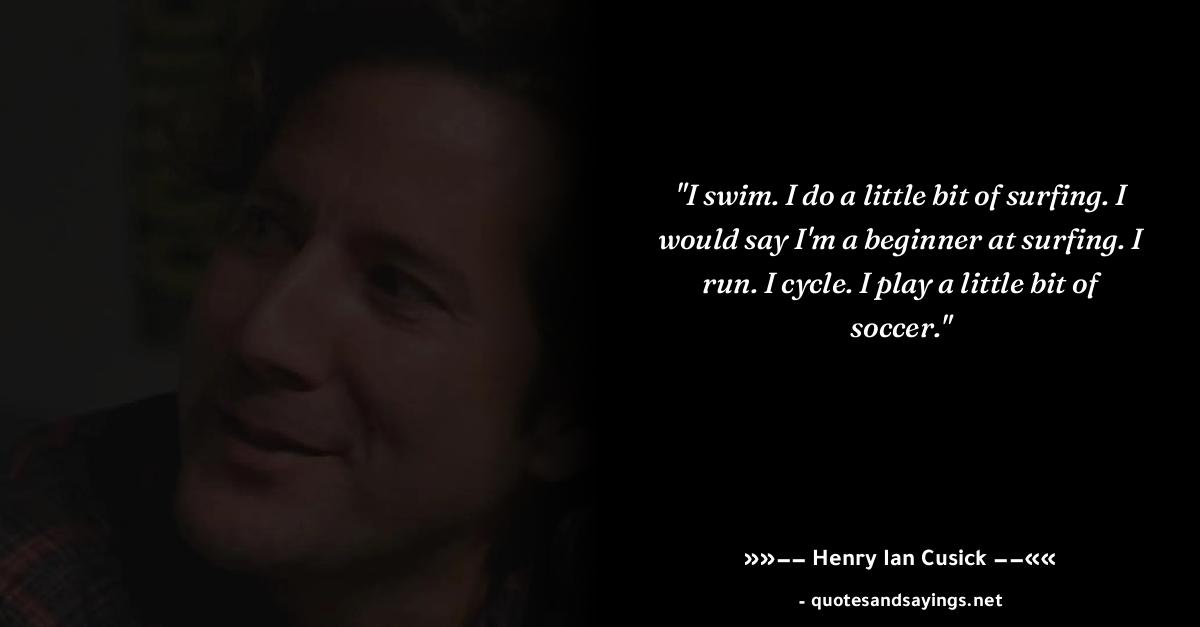 "I swim. I do a little bit of surfing. I
would say I'm a beginner at surfing. I
run. I cycle. I play a little bit of
soccer."
»»–– Henry Ian Cusick ––««
- quotesandsayings.net